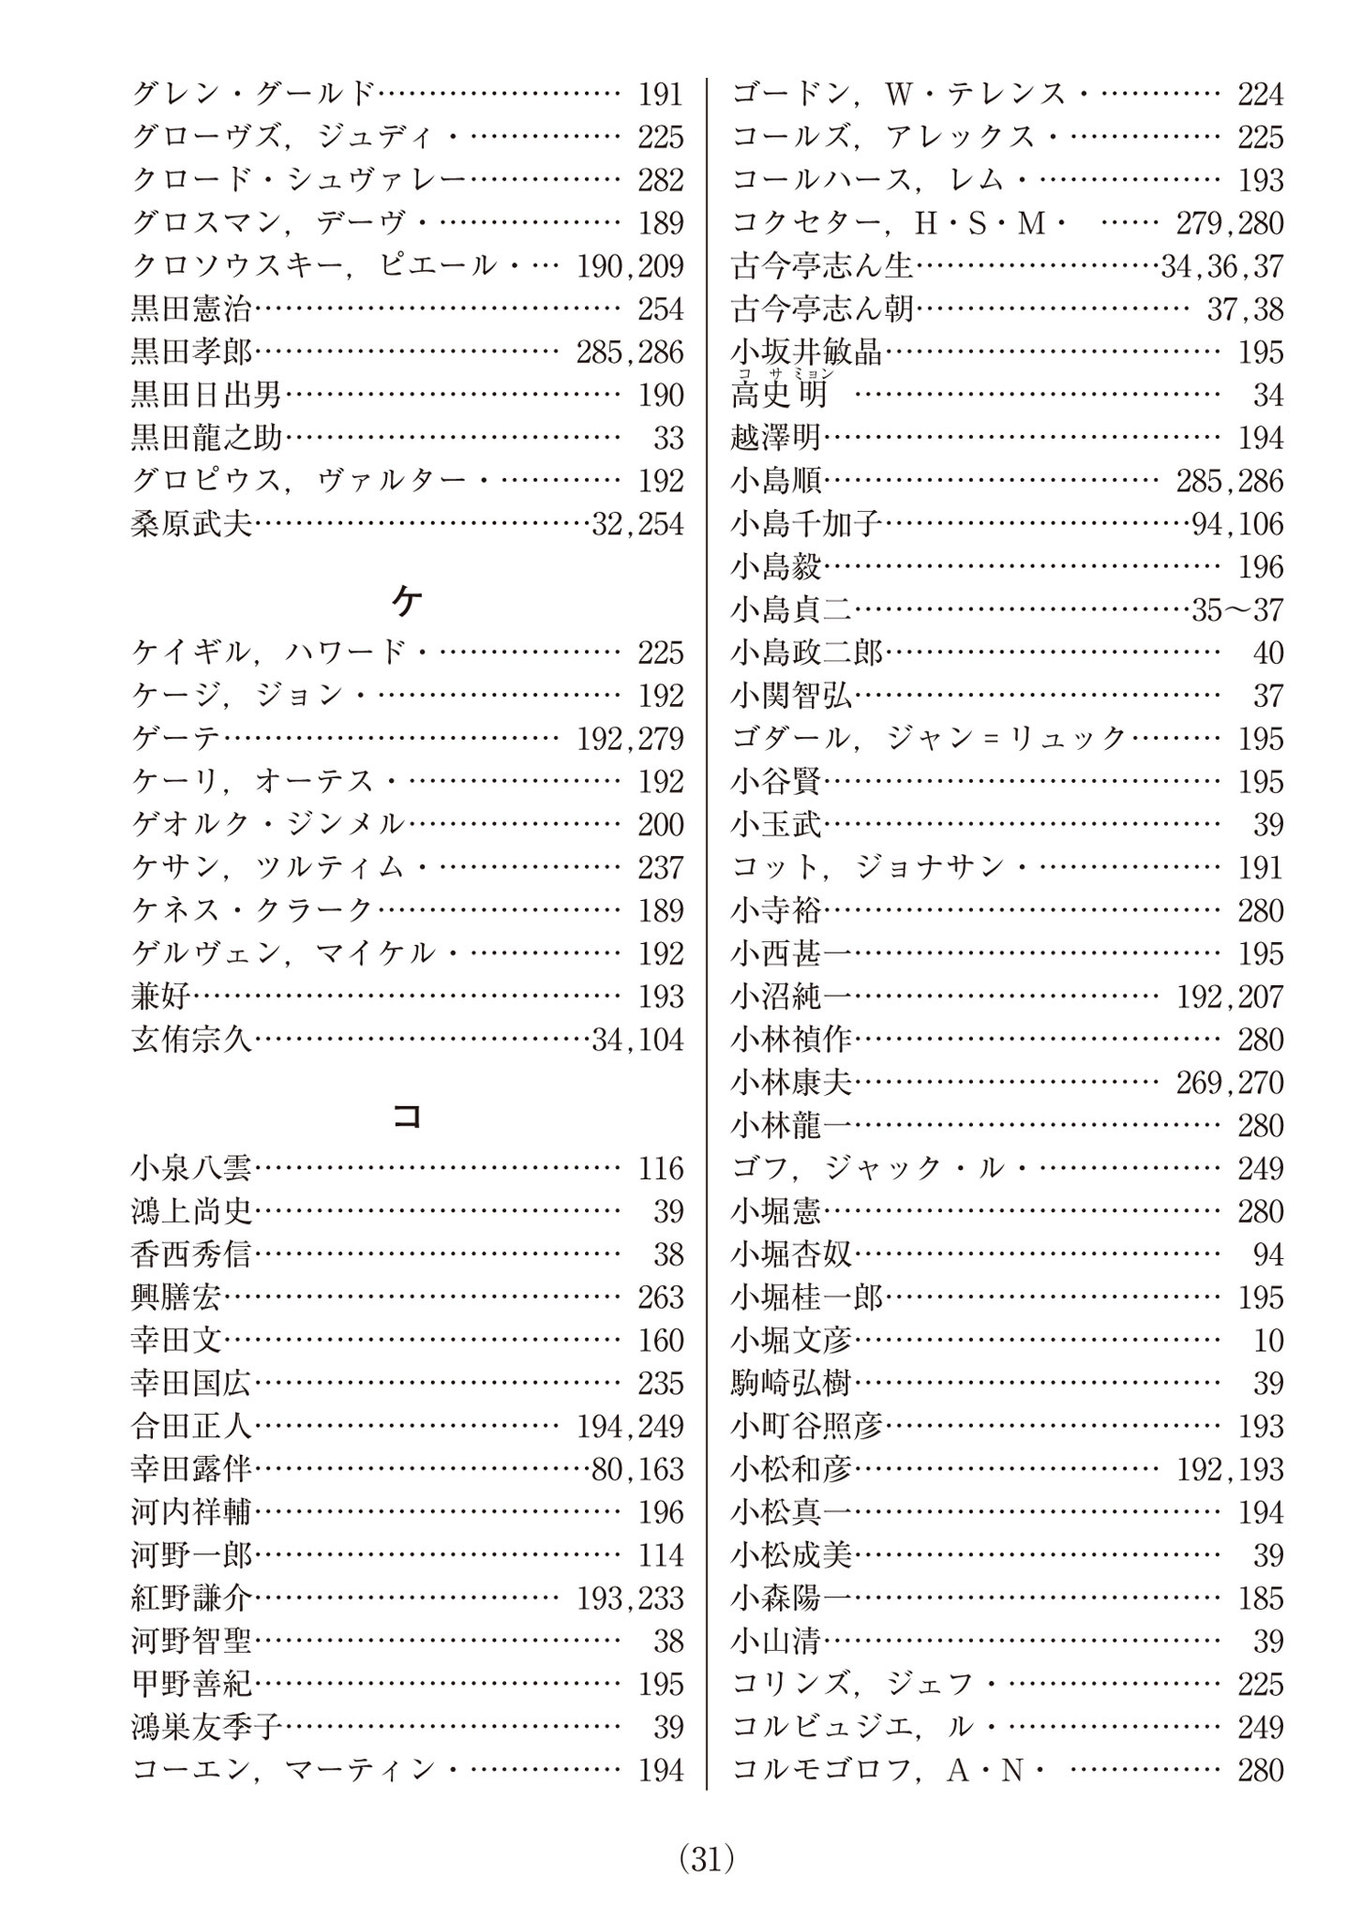 グレン・グールド…………………… 191
グローヴズ，ジュディ・…………… 225
クロード・シュヴァレー…………… 282
グロスマン，デーヴ・……………… 189
クロソウスキー，ピエール・… 190,209
黒田憲治……………………………… 254
黒田孝郎………………………… 285,286
黒田日出男…………………………… 190
黒田龍之助…………………………… 33
グロピウス，ヴァルター・………… 192
桑原武夫……………………………32,254
ケ
ケイギル，ハワード・……………… 225
ケージ，ジョン・…………………… 192
ゲーテ…………………………… 192,279
ケーリ，オーテス・………………… 192
ゲオルク・ジンメル………………… 200
ケサン，ツルティム・……………… 237
ケネス・クラーク…………………… 189
ゲルヴェン，マイケル・…………… 192
兼好…………………………………… 193
玄侑宗久……………………………34,104
コ
小泉八雲……………………………… 116
鴻上尚史……………………………… 39
香西秀信……………………………… 38
興膳宏………………………………… 263
幸田文………………………………… 160
幸田国広……………………………… 235
合田正人………………………… 194,249
幸田露伴……………………………80,163
河内祥輔……………………………… 196
河野一郎……………………………… 114
紅野謙介………………………… 193,233
河野智聖……………………………… 38
甲野善紀……………………………… 195
鴻巣友季子…………………………… 39
コーエン，マーティン・…………… 194
ゴードン，W・テレンス・………… 224
コールズ，アレックス・…………… 225
コールハース，レム・……………… 193
コクセター，H・S・M・ …… 279,280
古今亭志ん生……………………34,36,37
古今亭志ん朝……………………… 37,38
小坂井敏晶…………………………… 195
コ サ ミョン
高史明 ……………………………… 34
越澤明………………………………… 194
小島順…………………………… 285,286
小島千加子…………………………94,106
小島毅………………………………… 196
小島貞二……………………………35〜37
小島政二郎…………………………… 40
小関智弘……………………………… 37
ゴダール，ジャン=リュック……… 195
小谷賢………………………………… 195
小玉武………………………………… 39
コット，ジョナサン・……………… 191
小寺裕………………………………… 280
小西甚一……………………………… 195
小沼純一………………………… 192,207
小林禎作……………………………… 280
小林康夫………………………… 269,270
小林龍一……………………………… 280
ゴフ，ジャック・ル・……………… 249
小堀憲………………………………… 280
小堀杏奴……………………………… 94
小堀桂一郎…………………………… 195
小堀文彦……………………………… 10
駒崎弘樹……………………………… 39
小町谷照彦…………………………… 193
小松和彦………………………… 192,193
小松真一……………………………… 194
小松成美……………………………… 39
小森陽一……………………………… 185
小山清………………………………… 39
コリンズ，ジェフ・………………… 225
コルビュジエ，ル・………………… 249
コルモゴロフ，A・N・ …………… 280
(31)